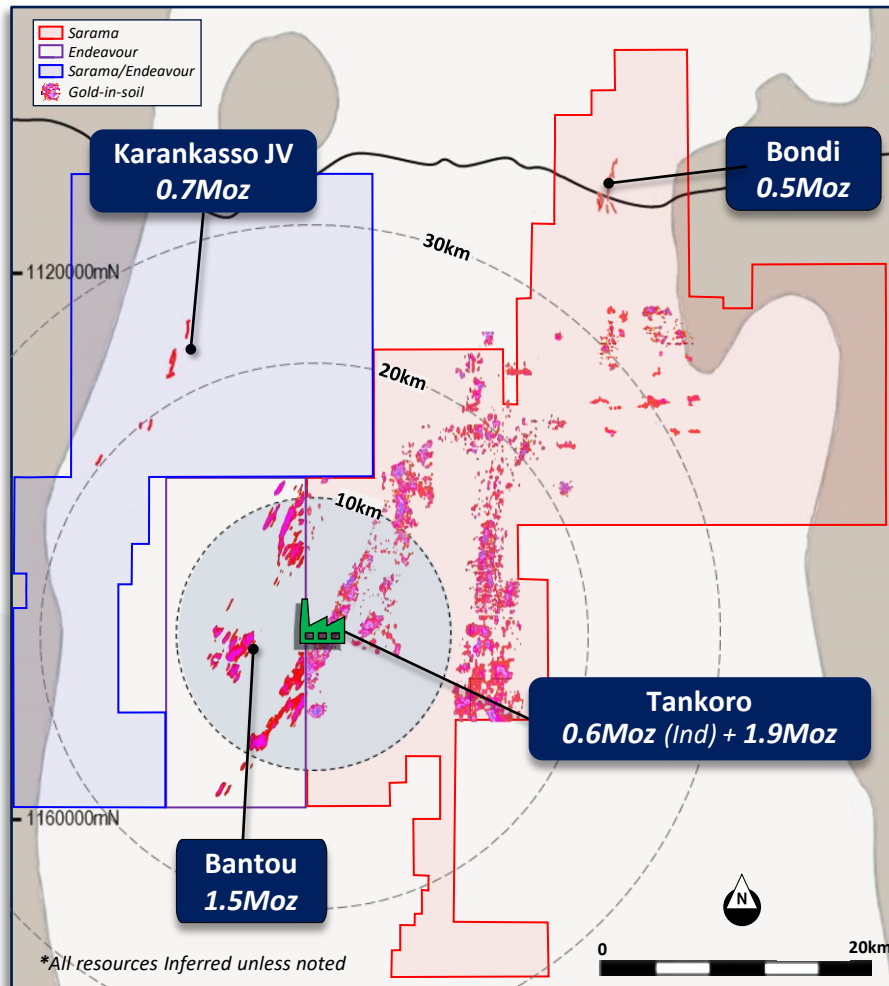 Sarama
Endeavour
Sarama/Endeavour
Gold-in-soil
Karankasso JV
0.7Moz
Bondi
0.5Moz
30km
1120000mN
20km
10km
Tankoro
0.6Moz (Ind) + 1.9Moz
1160000mN
Bantou
1.5Moz
N
*All resources Inferred unless noted
0
20km